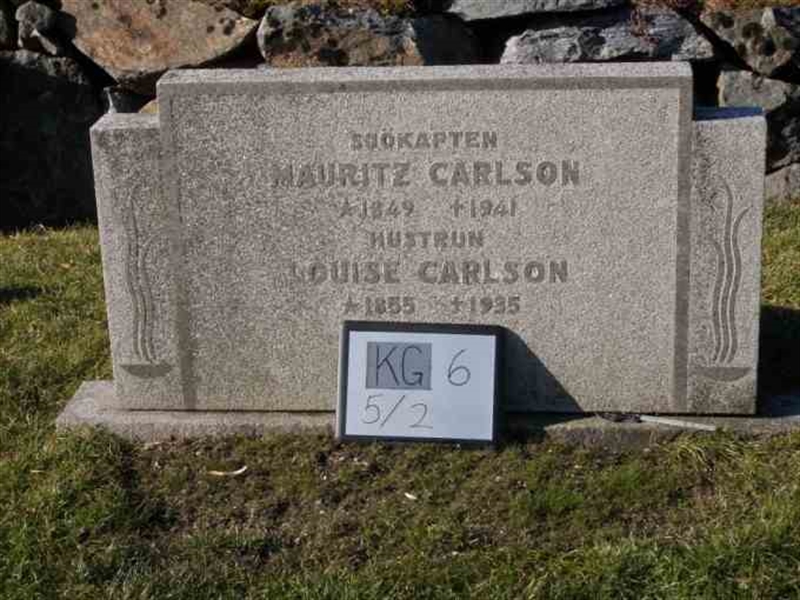 SJÖKAPTEN
MAURITZ CARLSON
★1849 †1941
HUSTRUN
LOUISE CARLSON
★1855 †1935
KG 6
5/2